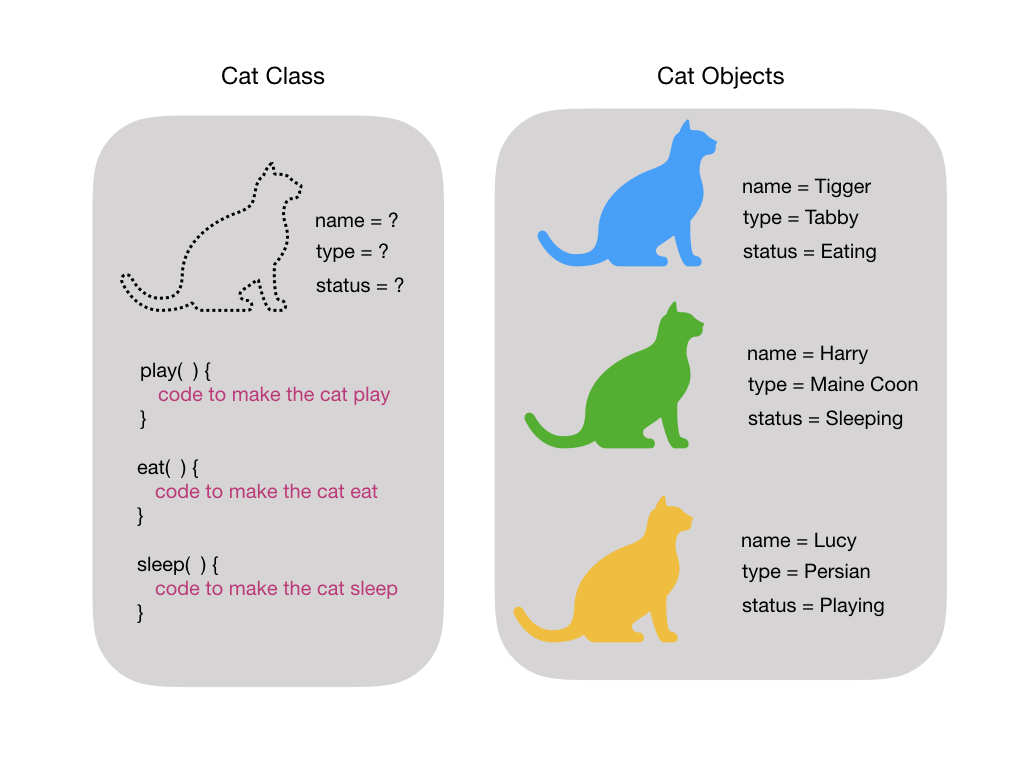 Cat Class
name = ?
type = ?
status = ?
play( ) {
code to make the cat play
}
eat( ) {
code to make the cat eat
}
sleep( ) {
code to make the cat sleep
}
Cat Objects
name = Tigger
type = Tabby
status = Eating
name = Harry
type = Maine Coon
status = Sleeping
name = Lucy
type = Persian
status = Playing